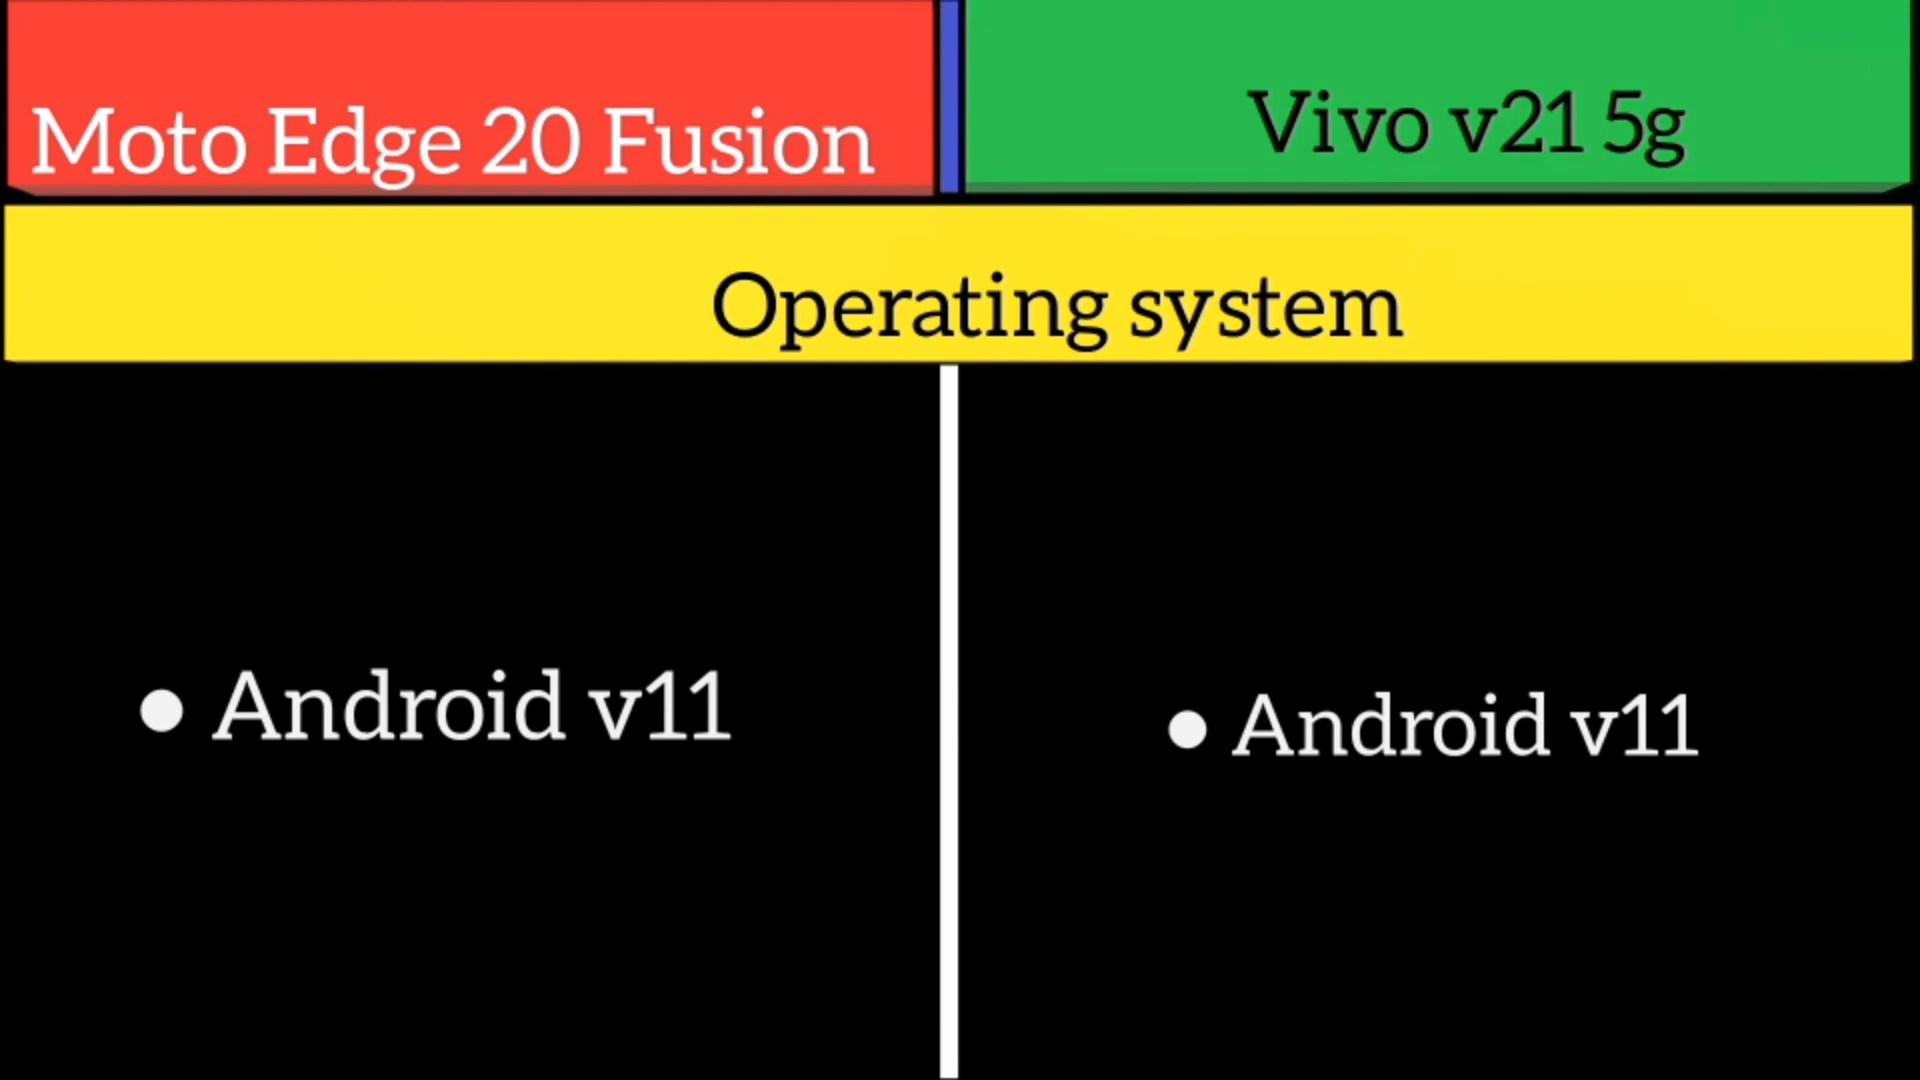 Moto Edge 20 Fusion
Vivo v21 5g
Operating system
● Android v11
● Android v11